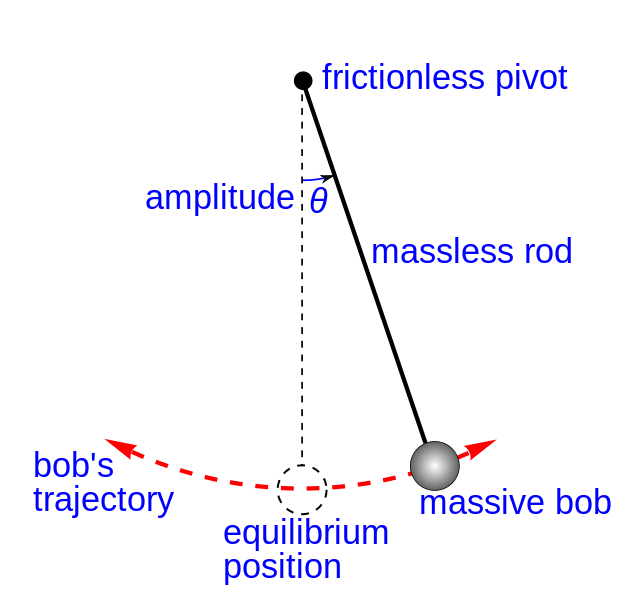 frictionless pivot
amplitude
θ
massless rod
bob's
trajectory
massive bob
equilibrium
position